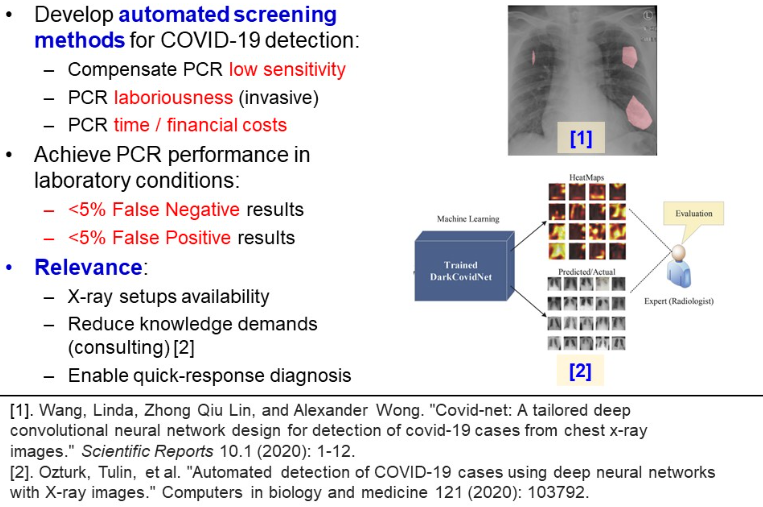 • Develop automated screening
methods for COVID-19 detection:
– Compensate PCR low sensitivity
– PCR laboriousness (invasive)
– PCR time / financial costs
• Achieve PCR performance in
laboratory conditions:
– <5% False Negative results
– <5% False Positive results
• Relevance:
– X-ray setups availability
– Reduce knowledge demands
(consulting) [2]
– Enable quick-response diagnosis
[1]
HeatMaps
Machine Learning
Evaluation
Trained
DarkCovidNet
Predicted/Actual
Expert (Radiologist)
[2]
[1]. Wang, Linda, Zhong Qiu Lin, and Alexander Wong. "Covid-net: A tailored deep
convolutional neural network design for detection of covid-19 cases from chest x-ray
images." Scientific Reports 10.1 (2020): 1-12.
[2]. Ozturk, Tulin, et al. "Automated detection of COVID-19 cases using deep neural networks
with X-ray images." Computers in biology and medicine 121 (2020): 103792.